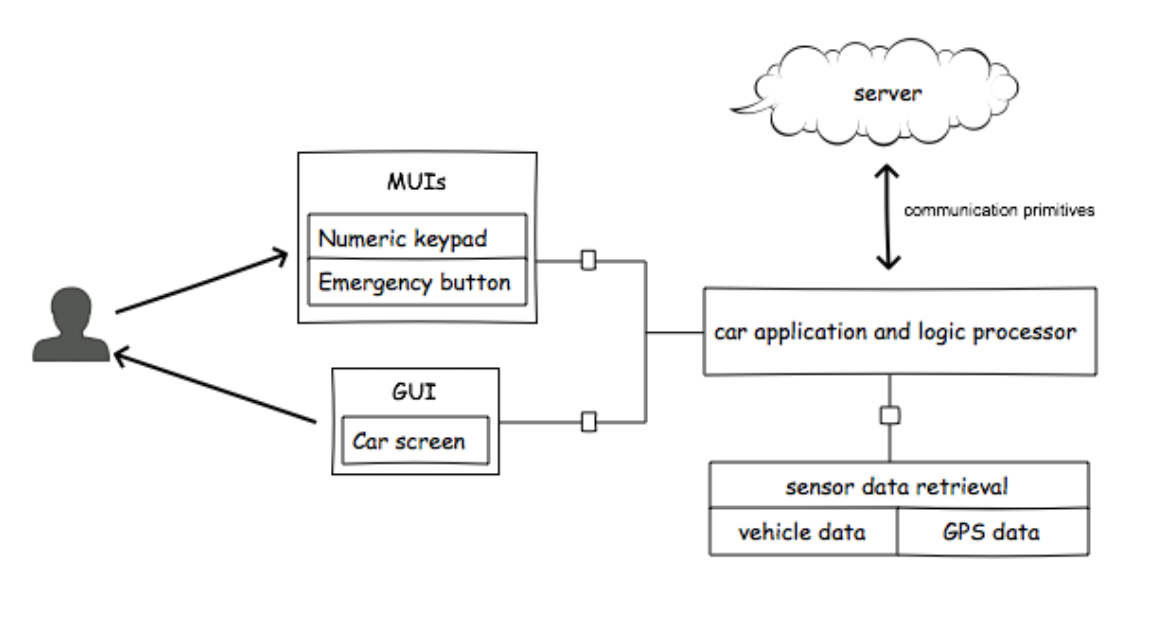 server
communication primitives
MUIs
Numeric keypad
Emergency button
car application and logic processor
GUI
Car screen
sensor data retrieval
vehicle data
GPS data